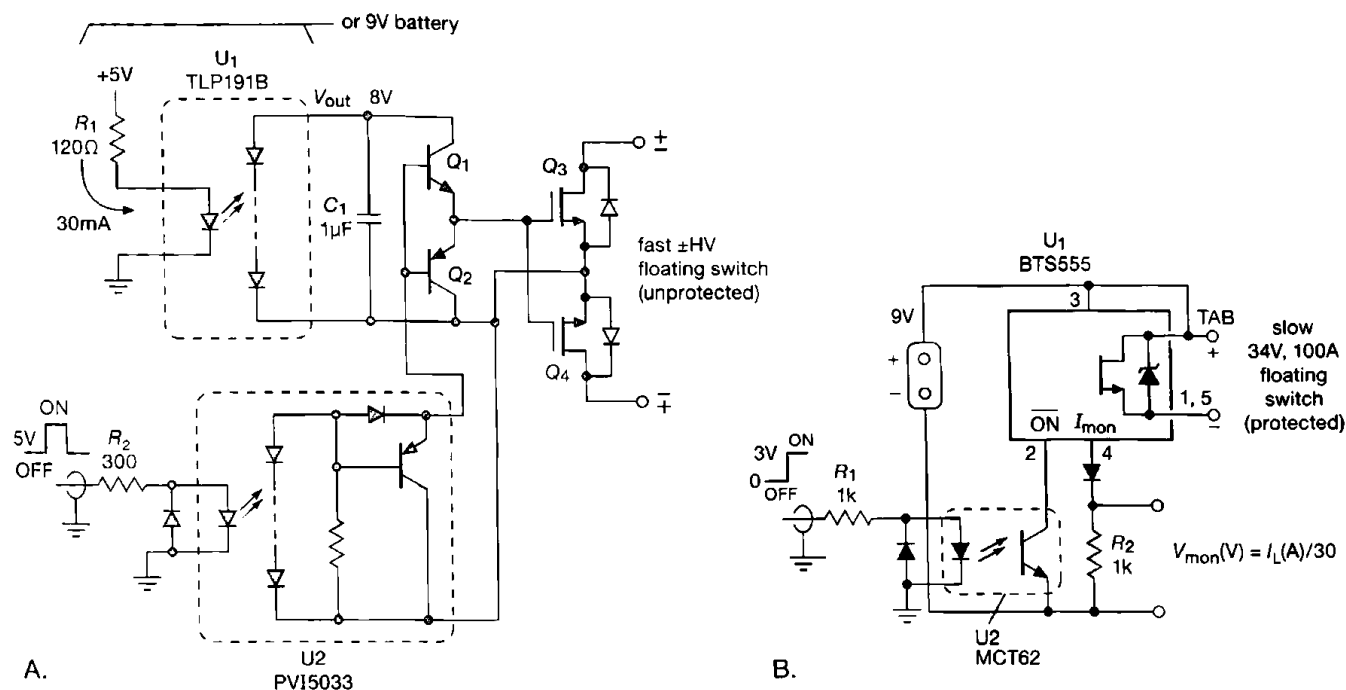 or 9V battery
U1
TLP191B
+5V
Vout 8V
R1
120Ω
30mA
C1
1μF
Q1
Q2
Q3
Q4
±
∓
fast ±HV
floating switch
(unprotected)
ON
5V
OFF
R2
300
U2
PVI5033
A.
U1
BTS555
3
9V
+
−
TAB
+
1, 5
−
slow
34V, 100A
floating
switch
(protected)
ON Imon
2 4
3V ON
0
OFF
R1
1k
R2
1k
Vmon(V) = IL(A)/30
U2
MCT62
B.